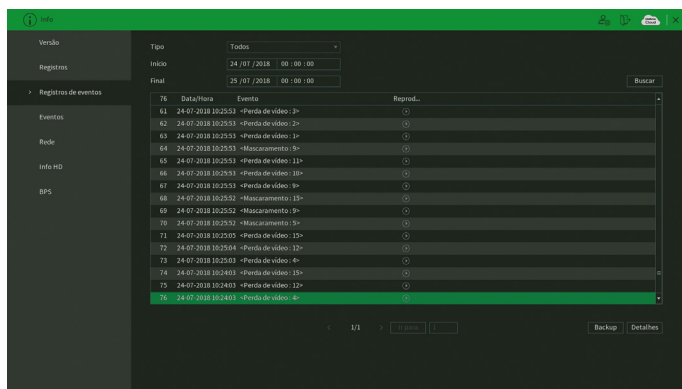 Info
Intelbras Cloud
Versão
Registros
Registros de eventos
Eventos
Rede
Info HD
BPS
Tipo Todos
Início 24 /07 /2018 00 : 00 : 00
Final 25 /07 /2018 00 : 00 : 00
Buscar
76 Data/Hora Evento Reprod...
61 24-07-2018 10:25:53 <Perda de vídeo : 3>
62 24-07-2018 10:25:53 <Perda de vídeo : 2>
63 24-07-2018 10:25:53 <Perda de vídeo : 1>
64 24-07-2018 10:25:53 <Mascaramento : 9>
65 24-07-2018 10:25:53 <Perda de vídeo : 11>
66 24-07-2018 10:25:53 <Perda de vídeo : 10>
67 24-07-2018 10:25:53 <Perda de vídeo : 9>
68 24-07-2018 10:25:52 <Mascaramento : 15>
69 24-07-2018 10:25:52 <Mascaramento : 9>
70 24-07-2018 10:25:52 <Mascaramento : 5>
71 24-07-2018 10:25:05 <Perda de vídeo : 15>
72 24-07-2018 10:25:04 <Perda de vídeo : 12>
73 24-07-2018 10:25:03 <Perda de vídeo : 4>
74 24-07-2018 10:24:03 <Perda de vídeo : 15>
75 24-07-2018 10:24:03 <Perda de vídeo : 12>
76 24-07-2018 10:24:03 <Perda de vídeo : 4>
1/1 Ir para 1
Backup Detalhes